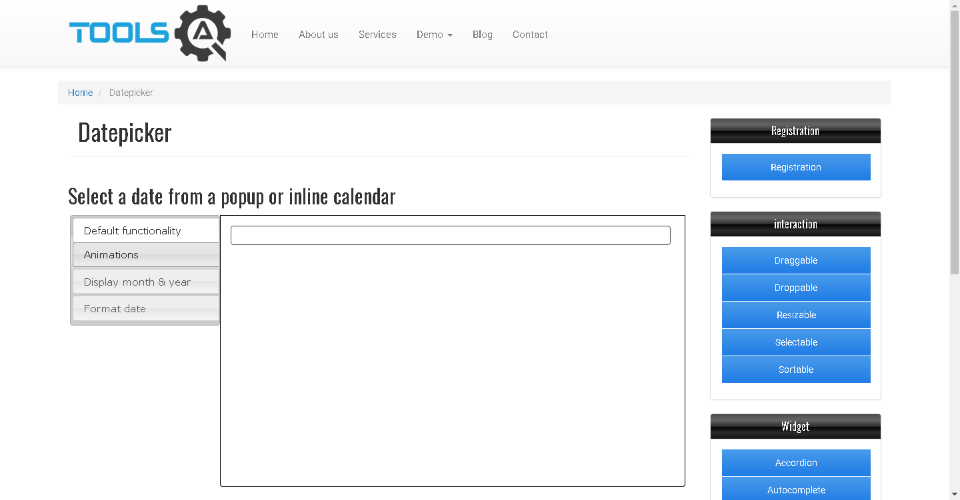 TOOLS QA
Home About us Services Demo Blog Contact
Home / Datepicker
Datepicker
Select a date from a popup or inline calendar
Default functionality
Animations
Display month & year
Format date
Registration
Registration
interaction
Draggable
Droppable
Resizable
Selectable
Sortable
Widget
Accordion
Autocomplete